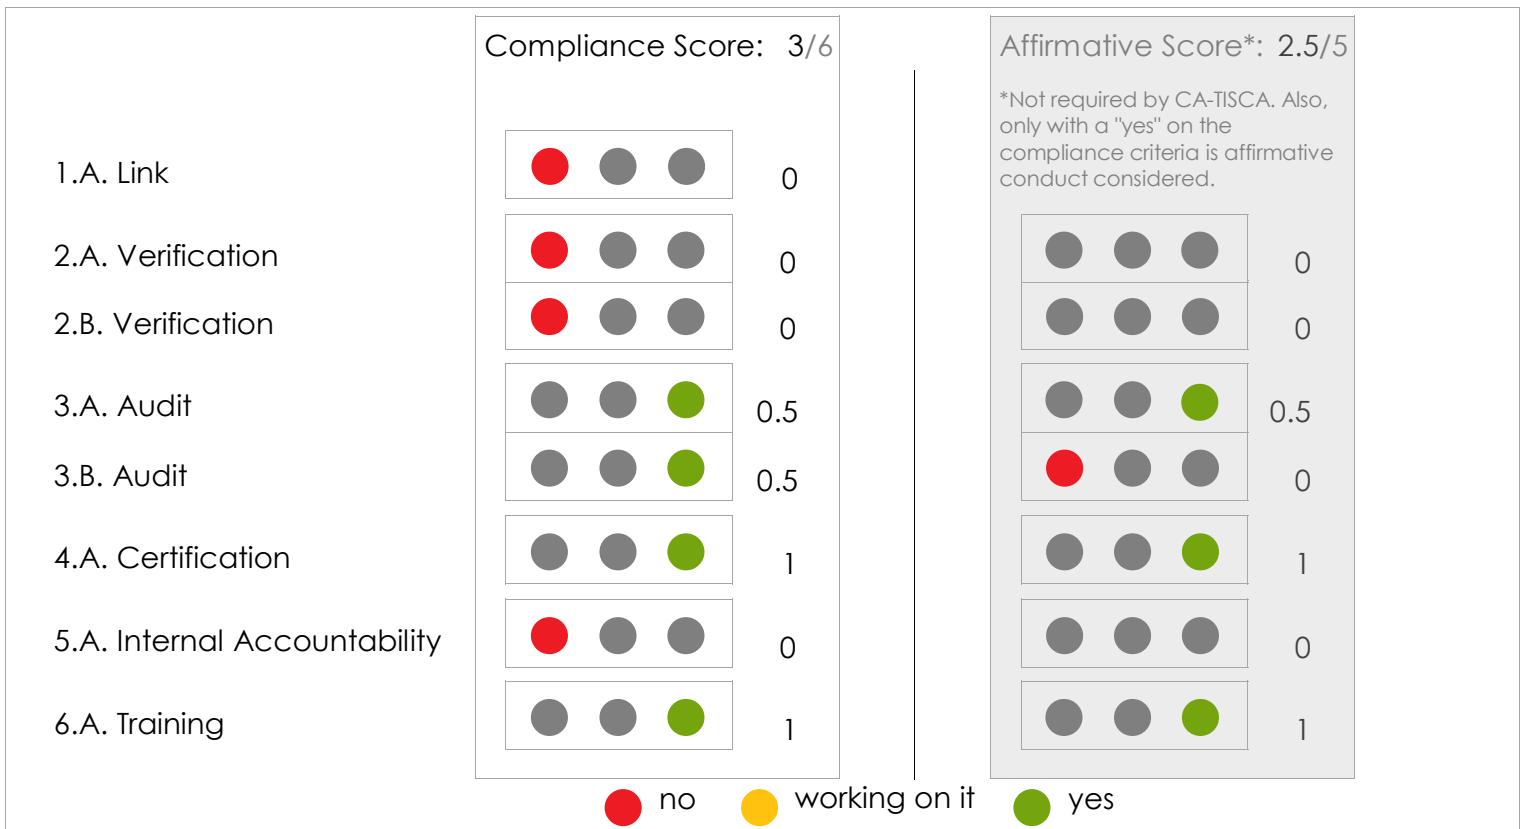 Compliance Score: 3/6
Affirmative Score*: 2.5/5
*Not required by CA-TISCA. Also,
only with a "yes" on the
compliance criteria is affirmative
conduct considered.
1.A. Link 0
2.A. Verification 0 0
2.B. Verification 0 0
3.A. Audit 0.5 0.5
3.B. Audit 0.5 0
4.A. Certification 1 1
5.A. Internal Accountability 0 0
6.A. Training 1 1
no working on it yes